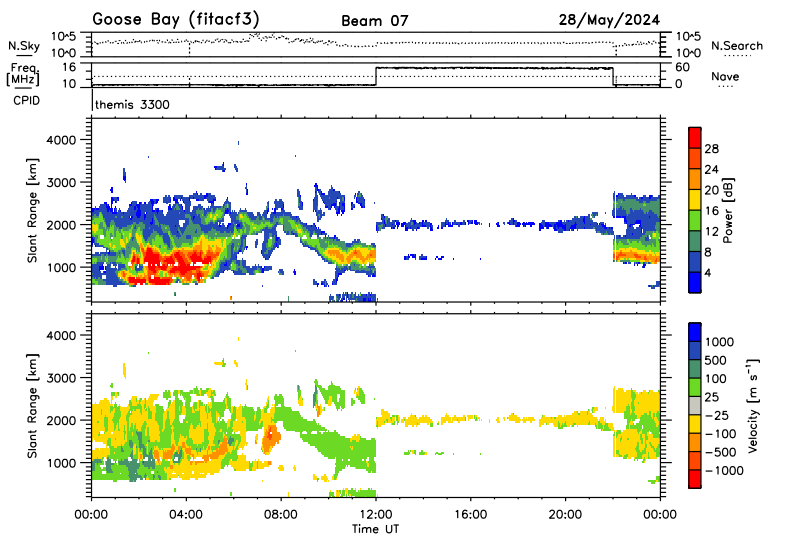 Goose Bay (fitacf3) Beam 07 28/May/2024
N.Sky 10^5 10^0 10^5 10^0 N.Search
Freq. [MHz] 16 10 60 0 Nave
CPID themis 3300
Slant Range [km] 4000 3000 2000 1000
Power [dB] 28 24 20 16 12 8 4
Slant Range [km] 4000 3000 2000 1000
Velocity [m s⁻¹] 1000 500 100 25 −25 −100 −500 −1000
00:00 04:00 08:00 12:00 16:00 20:00 00:00
Time UT